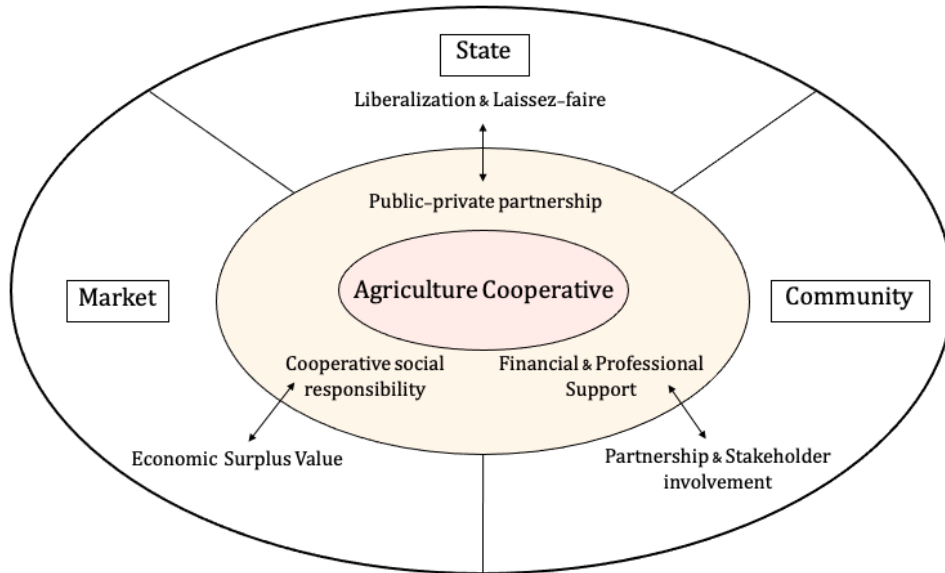 State
Liberalization & Laissez-faire
Public-private partnership
Agriculture Cooperative
Market
Community
Cooperative social
responsibility
Financial & Professional
Support
Economic Surplus Value
Partnership & Stakeholder
involvement